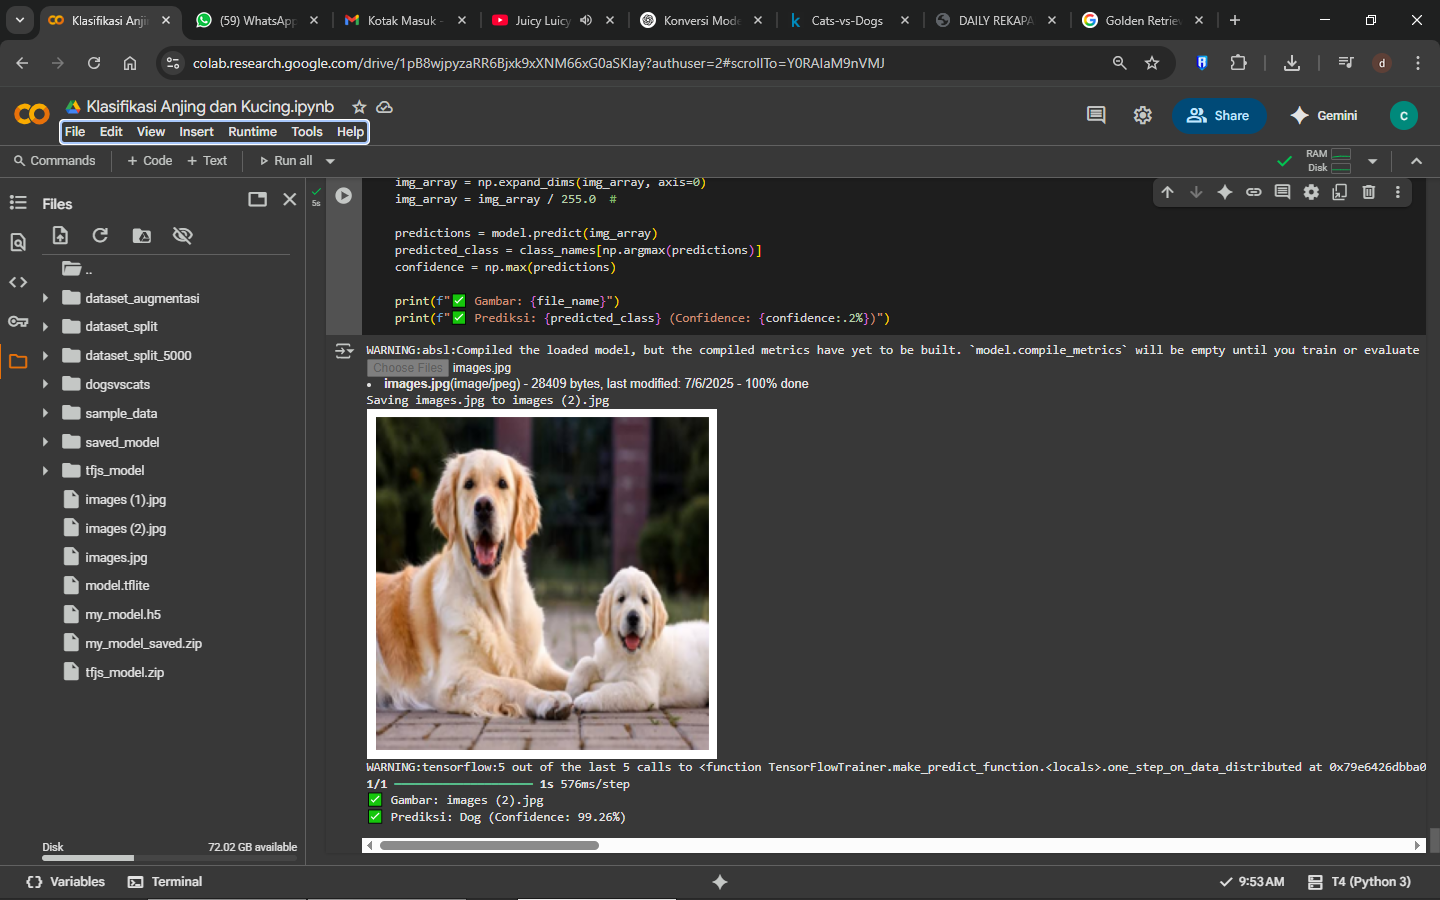 Klasifikasi Anji
(59) WhatsApp
Kotak Masuk -
Juicy Luicy
Konversi Mode
Cats-vs-Dogs
DAILY REKAPA
Golden Retriev
colab.research.google.com/drive/1pB8wjpyzaRR6Bjxk9xXNM66xG0aSKlay?authuser=2#scrollTo=Y0RAIaM9nVMJ
d
Klasifikasi Anjing dan Kucing.ipynb
File Edit View Insert Runtime Tools Help
Share
Gemini
C
Commands + Code + Text Run all
RAM
Disk
Files
..
dataset_augmentasi
dataset_split
dataset_split_5000
dogsvscats
sample_data
saved_model
tfjs_model
images (1).jpg
images (2).jpg
images.jpg
model.tflite
my_model.h5
my_model_saved.zip
tfjs_model.zip
Disk 72.02 GB available
5s
img_array = np.expand_dims(img_array, axis=0)
img_array = img_array / 255.0 #
predictions = model.predict(img_array)
predicted_class = class_names[np.argmax(predictions)]
confidence = np.max(predictions)
print(f"✅ Gambar: {file_name}")
print(f"✅ Prediksi: {predicted_class} (Confidence: {confidence:.2%})")
WARNING:absl:Compiled the loaded model, but the compiled metrics have yet to be built. `model.compile_metrics` will be empty until you train or evaluate
Choose Files images.jpg
• images.jpg(image/jpeg) - 28409 bytes, last modified: 7/6/2025 - 100% done
Saving images.jpg to images (2).jpg
WARNING:tensorflow:5 out of the last 5 calls to <function TensorFlowTrainer.make_predict_function.<locals>.one_step_on_data_distributed at 0x79e6426dbba0
1/1 1s 576ms/step
✅ Gambar: images (2).jpg
✅ Prediksi: Dog (Confidence: 99.26%)
Variables Terminal
9:53 AM T4 (Python 3)